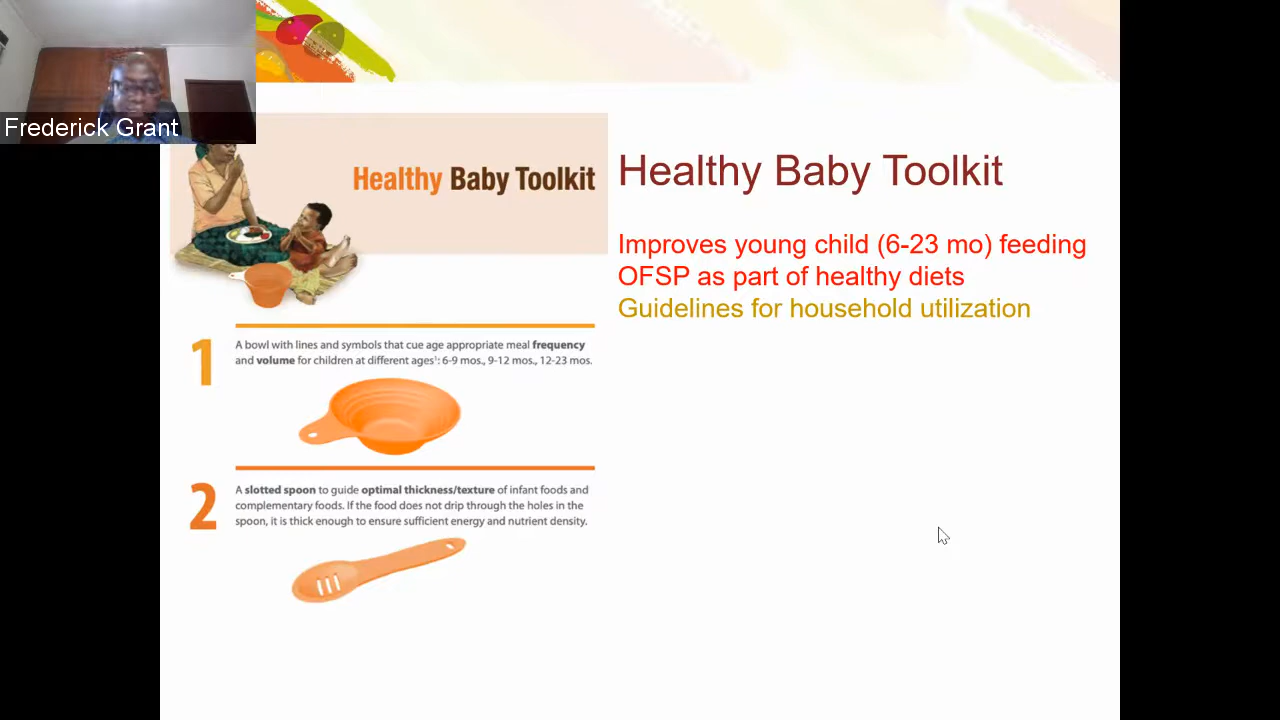 Frederick Grant
Healthy Baby Toolkit
Healthy Baby Toolkit
Improves young child (6-23 mo) feeding
OFSP as part of healthy diets
Guidelines for household utilization
1
A bowl with lines and symbols that cue age appropriate meal frequency
and volume for children at different ages¹: 6-9 mos., 9-12 mos., 12-23 mos.
2
A slotted spoon to guide optimal thickness/texture of infant foods and
complementary foods. If the food does not drip through the holes in the
spoon, it is thick enough to ensure sufficient energy and nutrient density.